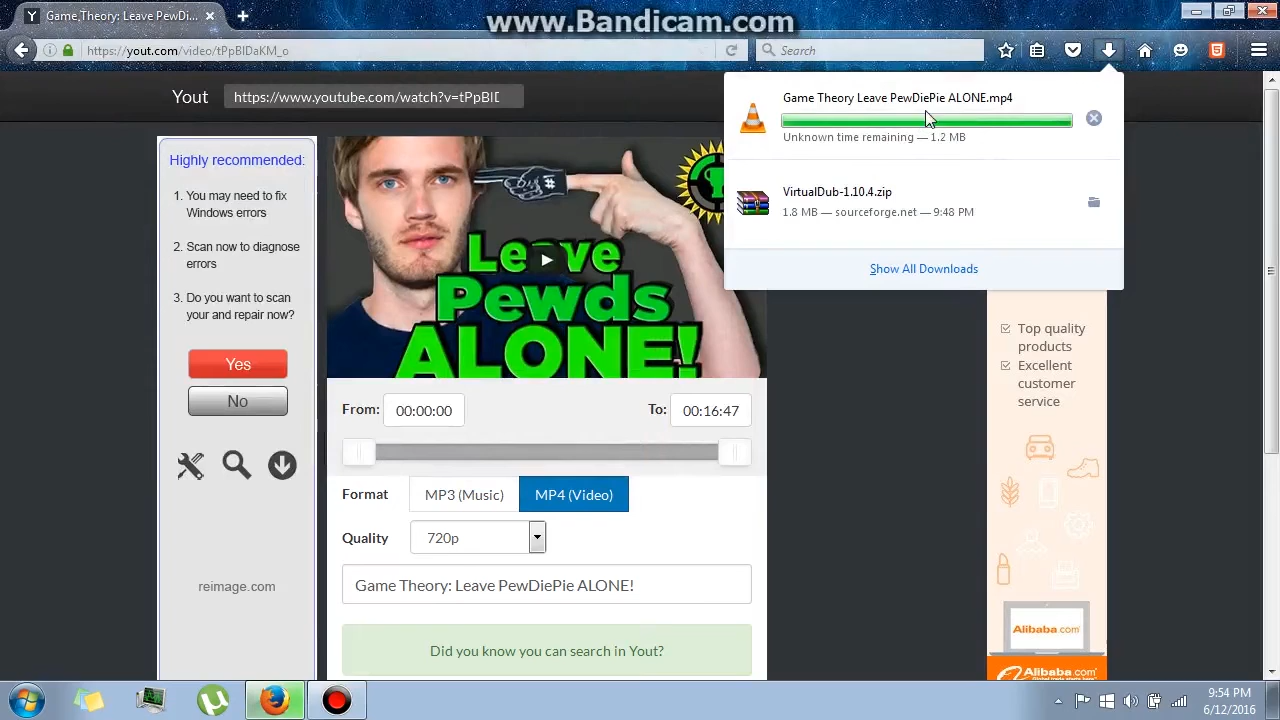 www.Bandicam.com
Y
Game Theory: Leave PewDi...
https://yout.com/video/tPpBlDaKM_o
Search
Yout
https://www.youtube.com/watch?v=tPpBlD
Game Theory Leave PewDiePie ALONE.mp4
Unknown time remaining — 1.2 MB
VirtualDub-1.10.4.zip
1.8 MB — sourceforge.net — 9:48 PM
Show All Downloads
Highly recommended:
1. You may need to fix
Windows errors
2. Scan now to diagnose
errors
3. Do you want to scan
your and repair now?
Yes
No
reimage.com
#
Leave
Pewds
ALONE!
From:
00:00:00
To:
00:16:47
Format
MP3 (Music)
MP4 (Video)
Quality
720p
Game Theory: Leave PewDiePie ALONE!
Did you know you can search in Yout?
Top quality
products
Excellent
customer
service
Alibaba.com
Alibaba.com
9:54 PM
6/12/2016